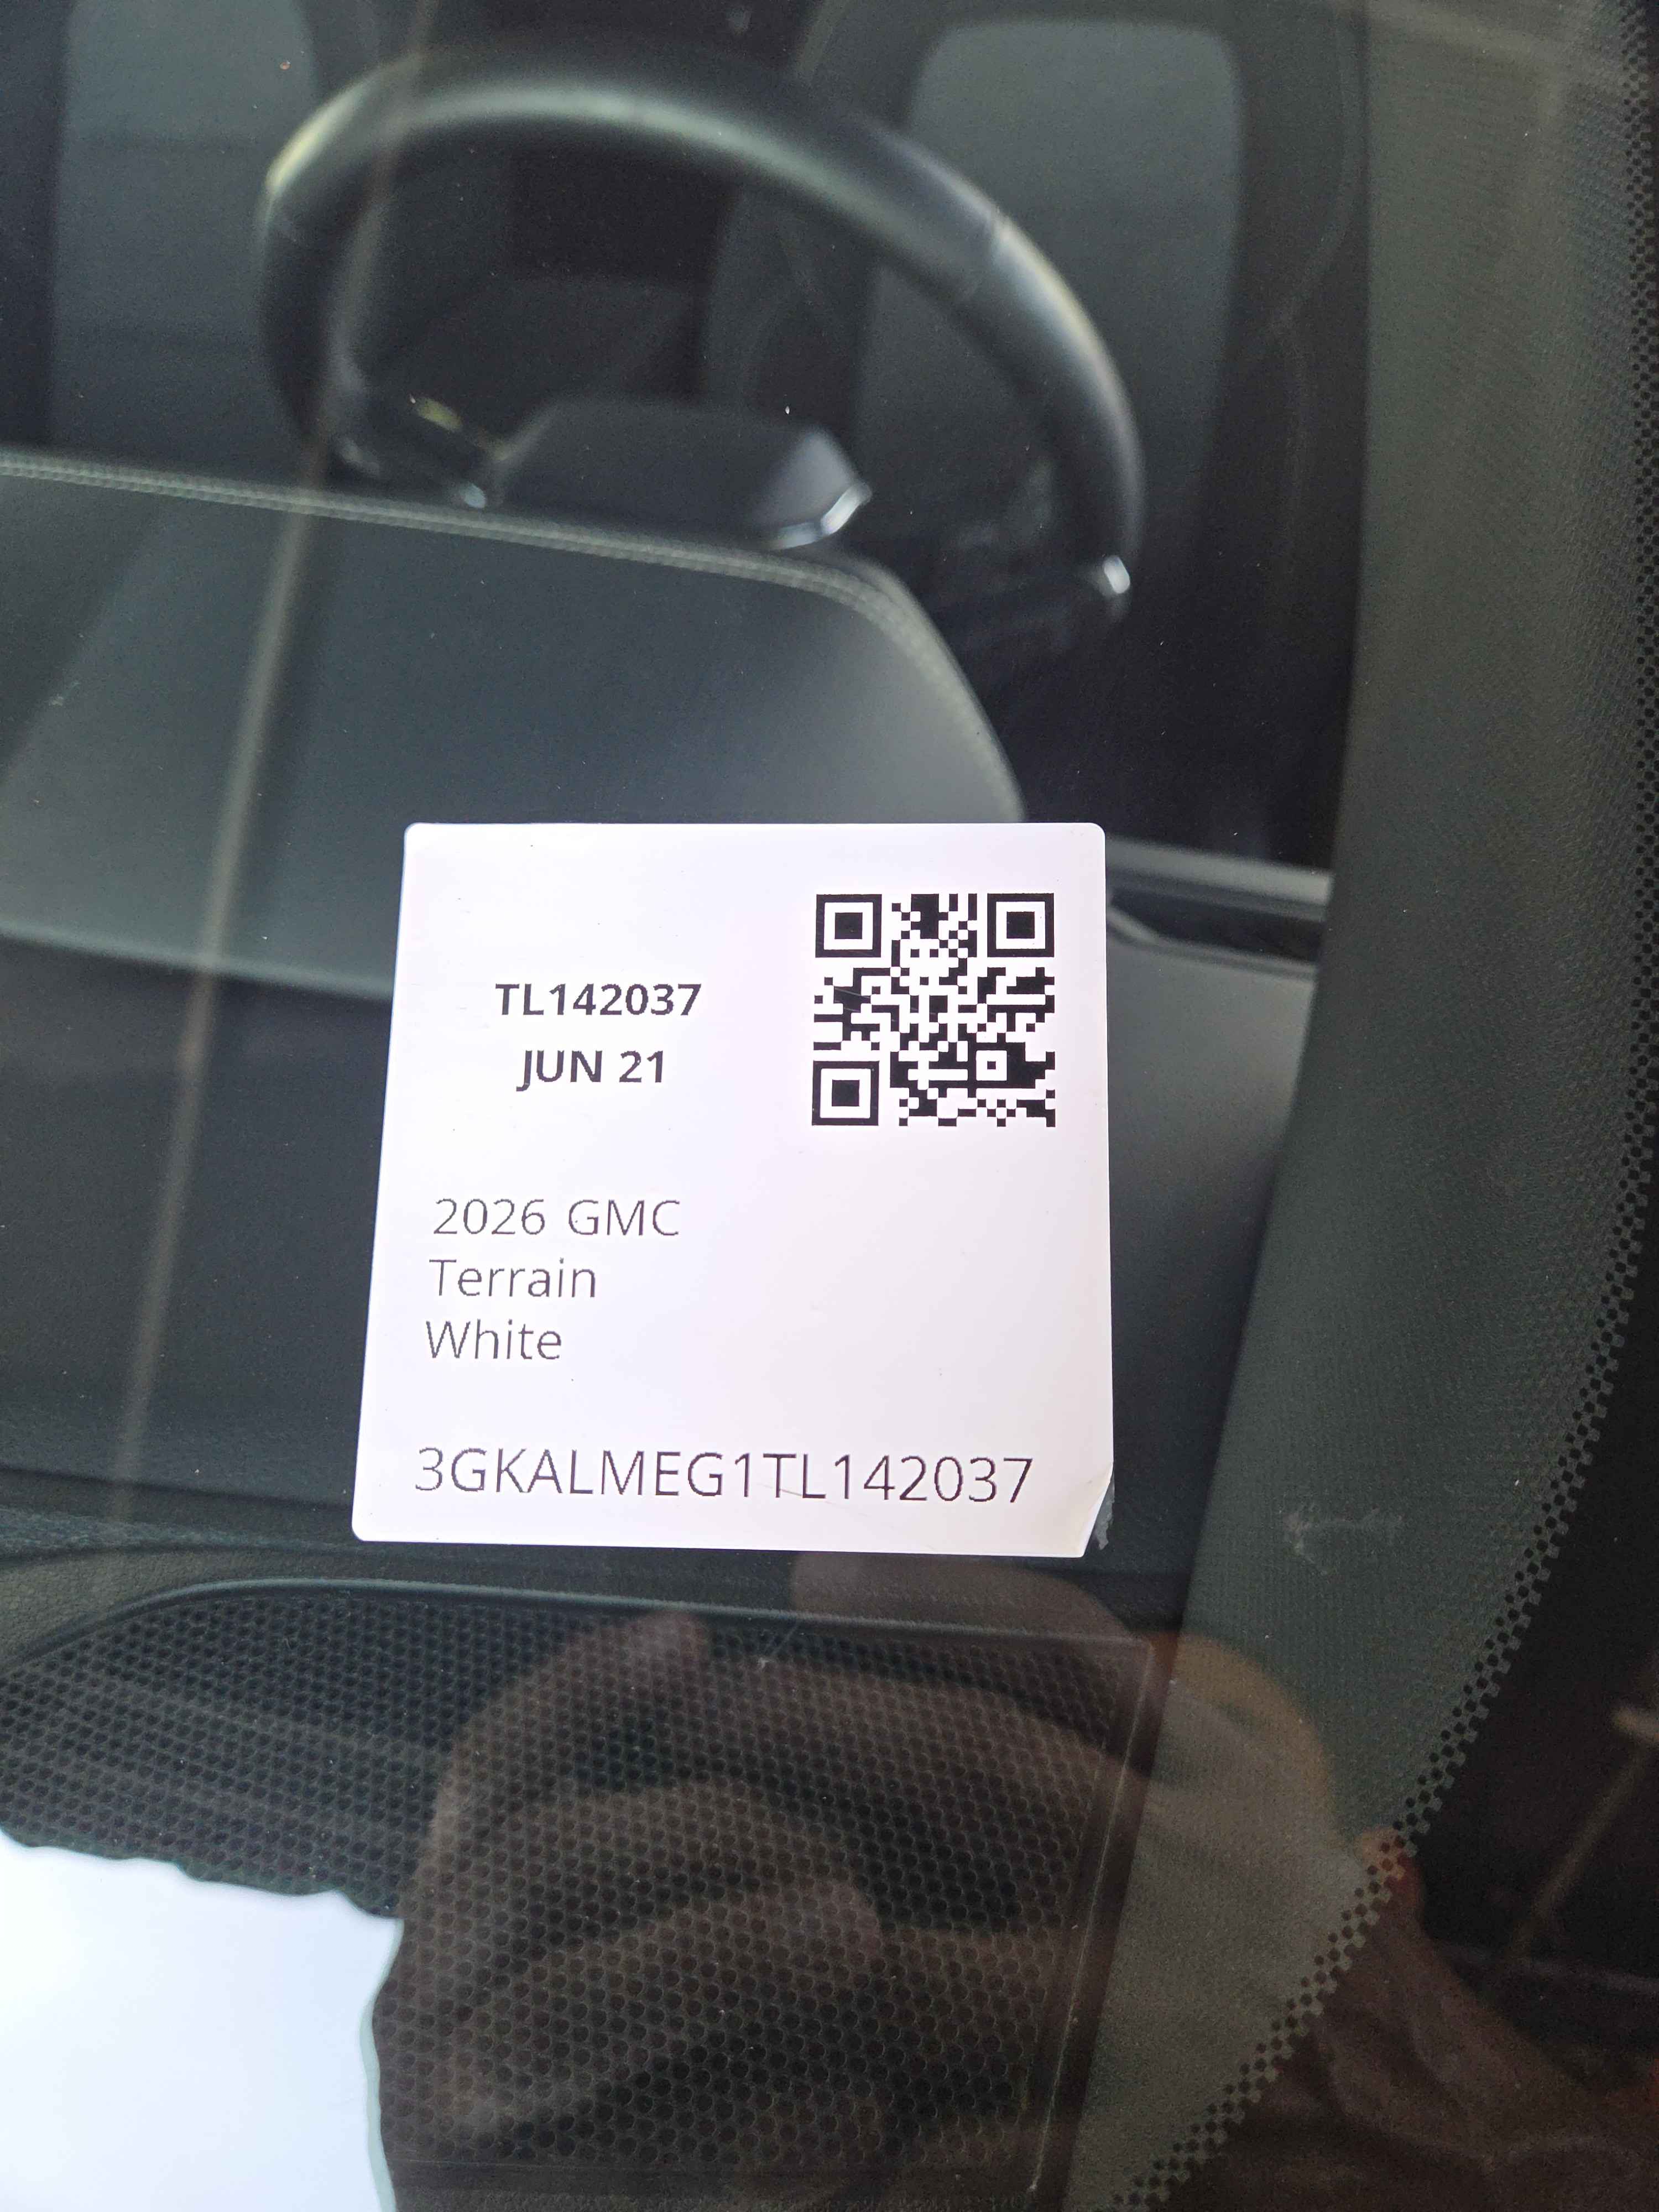 TL142037
JUN 21
2026 GMC
Terrain
White
3GKALMEG1TL142037